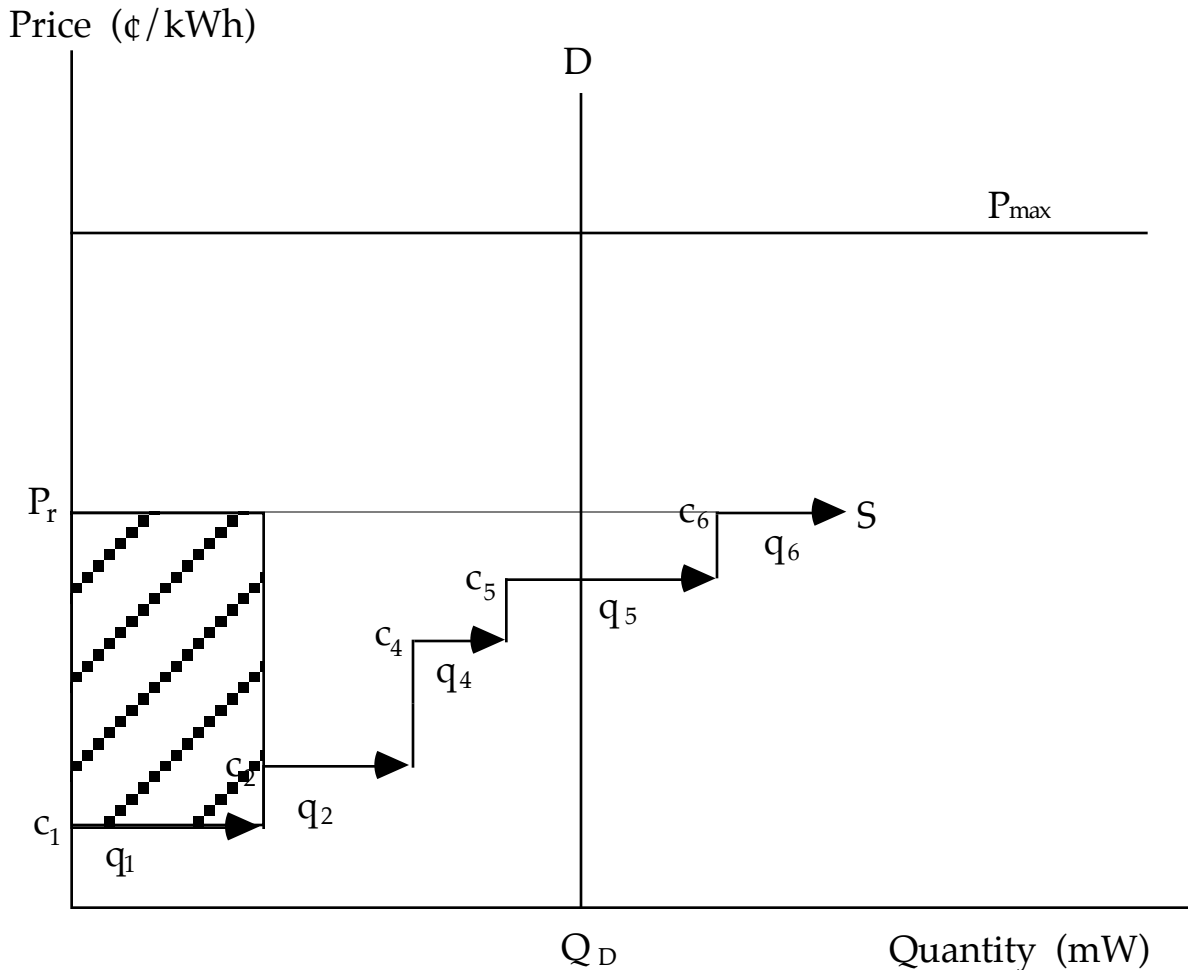 Price (¢/kWh)
D
Pmax
Pr
c6
S
q6
c5
q5
c4
q4
c2
q2
c1
q1
QD
Quantity (mW)